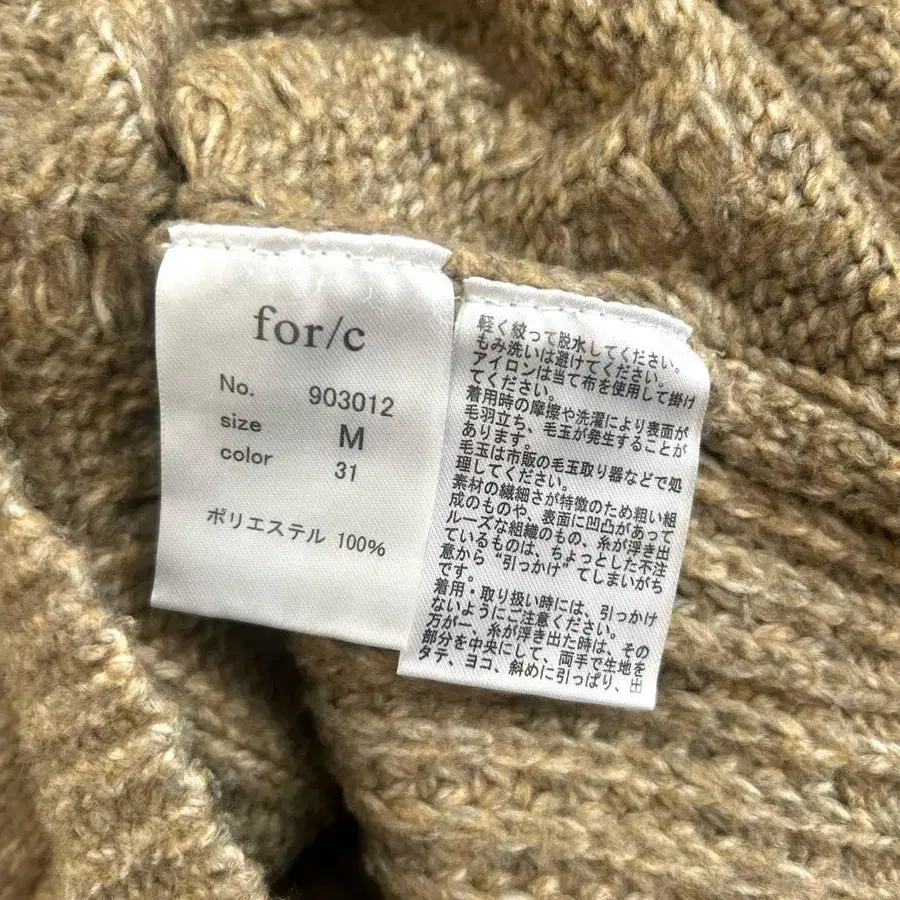 for/c
No. 903012
size M
color 31
ポリエステル 100%
軽く絞って脱水してください。
もみ洗いは避けてください。
アイロンは当て布を使用して掛け
てください。
着用時の摩擦や洗濯により表面が
毛羽立ち、毛玉が発生することが
あります。
毛玉は市販の毛玉取り器などで処
理してください。
素材の繊細さが特徴のため粗い組
成のものや、表面に凹凸があって
ルーズな組織のもの、糸が浮き出
ているものは、ちょっとした不注
意から"引っかけ"てしまいがち
です。
着用・取り扱い時には、引っかけ
ないようにご注意ください。
万が一、糸が浮き出た時は、その
部分を中央にして、両手で生地を
タテ、ヨコ、斜めに引っぱり、出